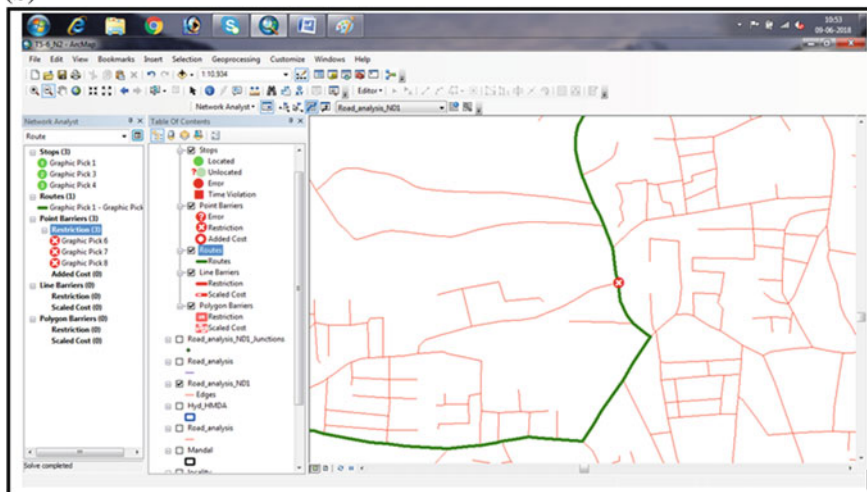 10:53
09-06-2018
T5-6_N2 - ArcMap
File Edit View Bookmarks Insert Selection Geoprocessing Customize Windows Help
1:10,934
Editor
Network Analyst
Road_analysis_ND1
Network Analyst
Route
Stops (3)
Graphic Pick 1
Graphic Pick 3
Graphic Pick 4
Routes (1)
Graphic Pick 1 - Graphic Pick
Point Barriers (3)
Restriction (3)
Graphic Pick 6
Graphic Pick 7
Graphic Pick 8
Added Cost (0)
Line Barriers (0)
Restriction (0)
Scaled Cost (0)
Polygon Barriers (0)
Restriction (0)
Scaled Cost (0)
Solve completed
Table Of Contents
Stops
Located
Unlocated
Error
Time Violation
Point Barriers
Error
Restriction
Added Cost
Routes
Routes
Line Barriers
Restriction
Scaled Cost
Polygon Barriers
Restriction
Scaled Cost
Road_analysis_ND1_Junctions
Road_analysis
Road_analysis_ND1
Edges
Hyd_HMDA
Road_analysis
Mandal